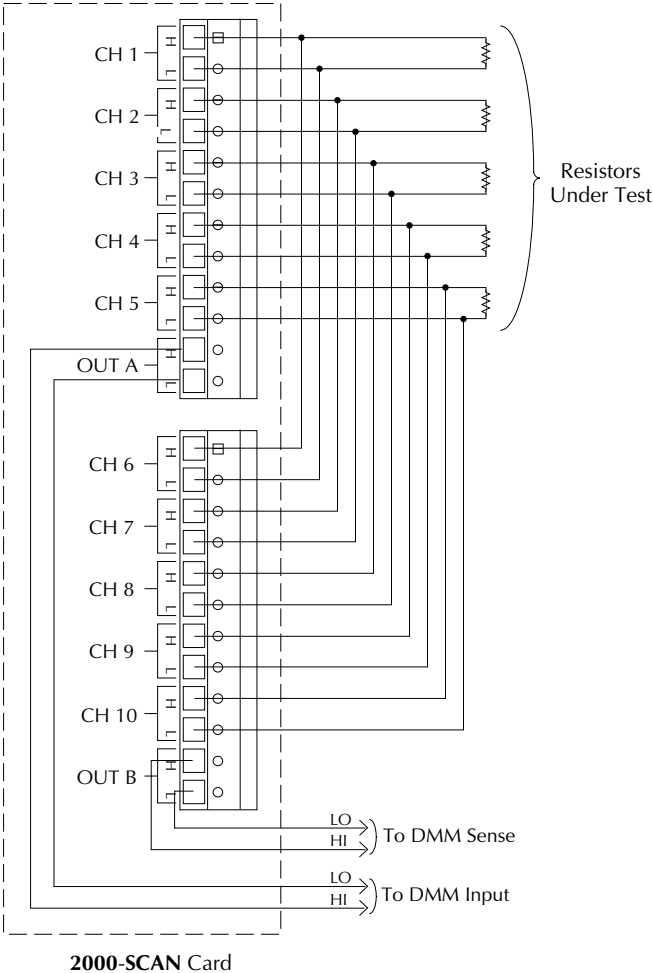 CH 1
H
L
CH 2
H
L
CH 3
H
L
CH 4
H
L
CH 5
H
L
OUT A
H
L
Resistors
Under Test
CH 6
H
L
CH 7
H
L
CH 8
H
L
CH 9
H
L
CH 10
H
L
OUT B
H
L
LO
HI
To DMM Sense
LO
HI
To DMM Input
2000-SCAN Card